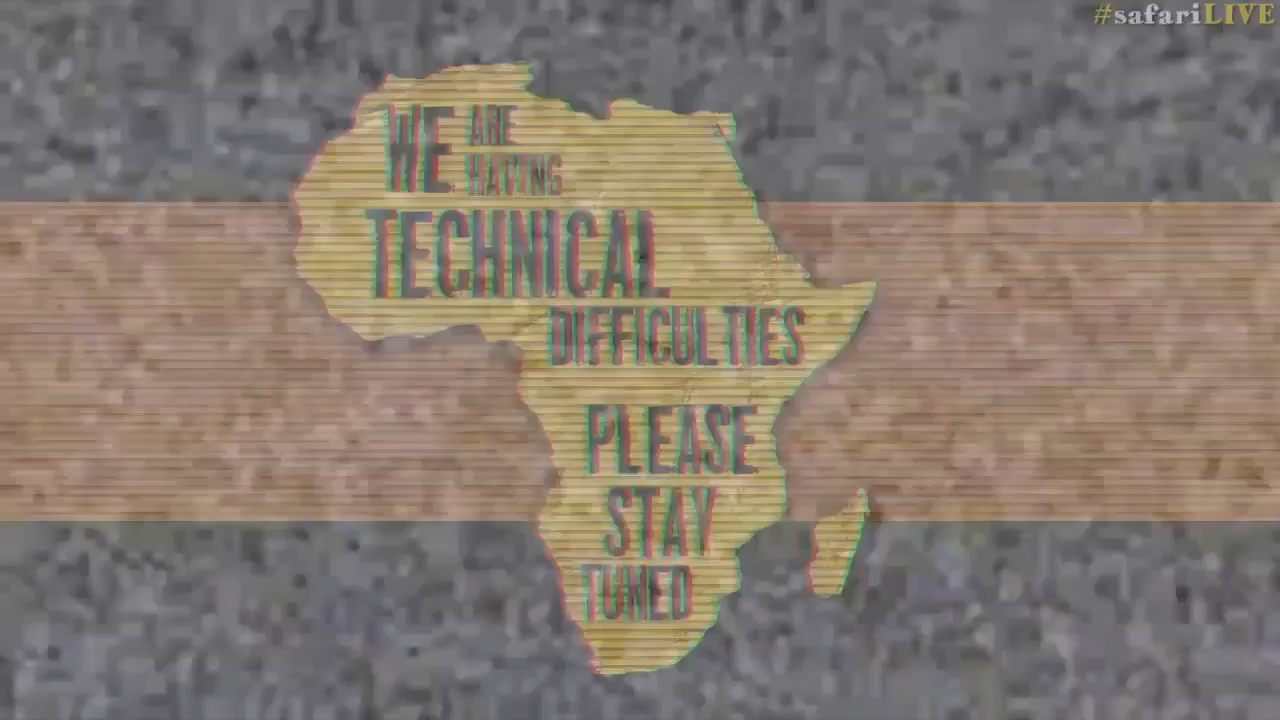 #safariLIVE
WE ARE
HAVING
TECHNICAL
DIFFICULTIES
PLEASE
STAY
TUNED